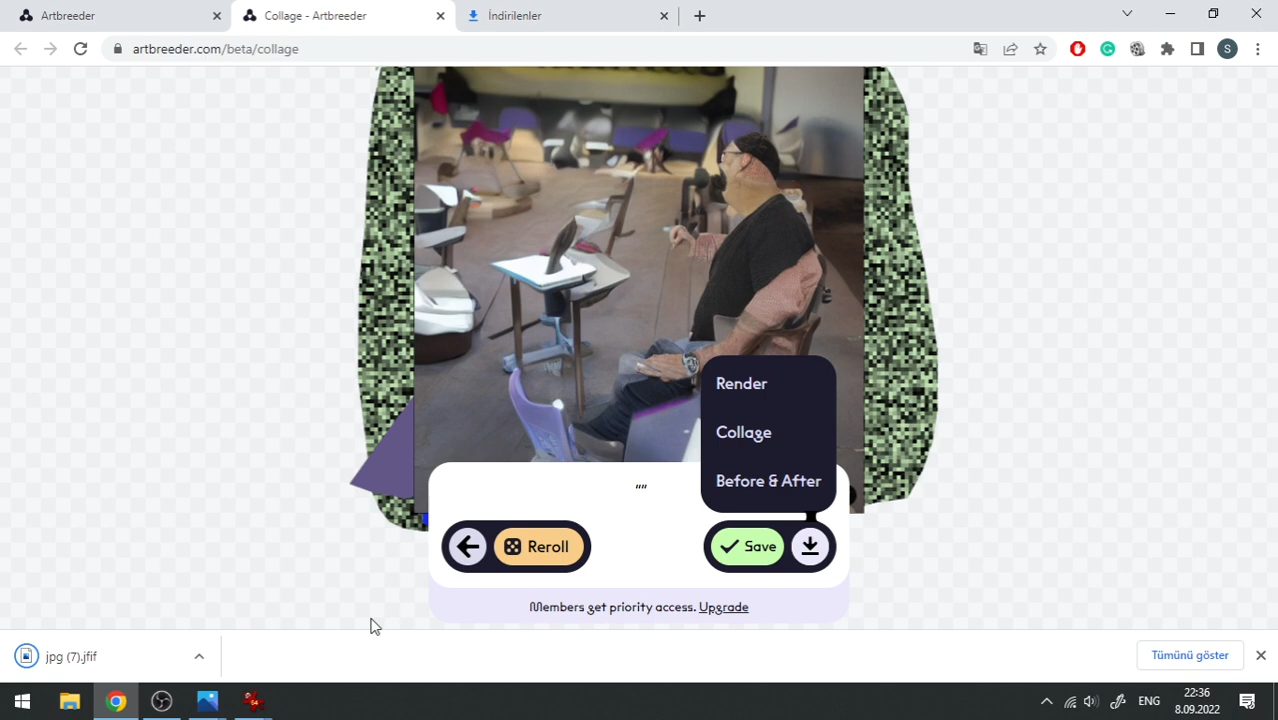 Artbreeder
Collage - Artbreeder
İndirilenler
artbreeder.com/beta/collage
S
Render
Collage
Before & After
""
Reroll
Save
Members get priority access. Upgrade
jpg (7).jfif
Tümünü göster
64
ENG
22:36
8.09.2022